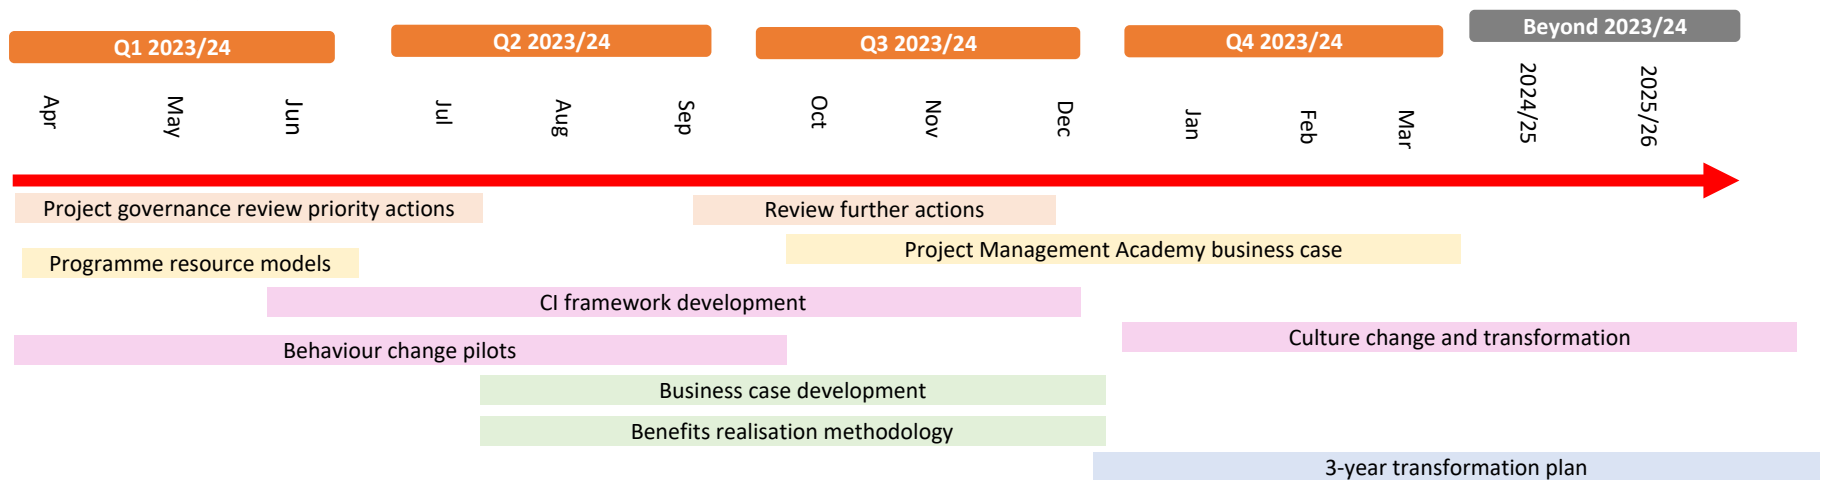 Q1 2023/24
Q2 2023/24
Q3 2023/24
Q4 2023/24
Beyond 2023/24
Apr
May
Jun
Jul
Aug
Sep
Oct
Nov
Dec
Jan
Feb
Mar
2024/25
2025/26
Project governance review priority actions
Review further actions
Programme resource models
Project Management Academy business case
CI framework development
Behaviour change pilots
Culture change and transformation
Business case development
Benefits realisation methodology
3-year transformation plan